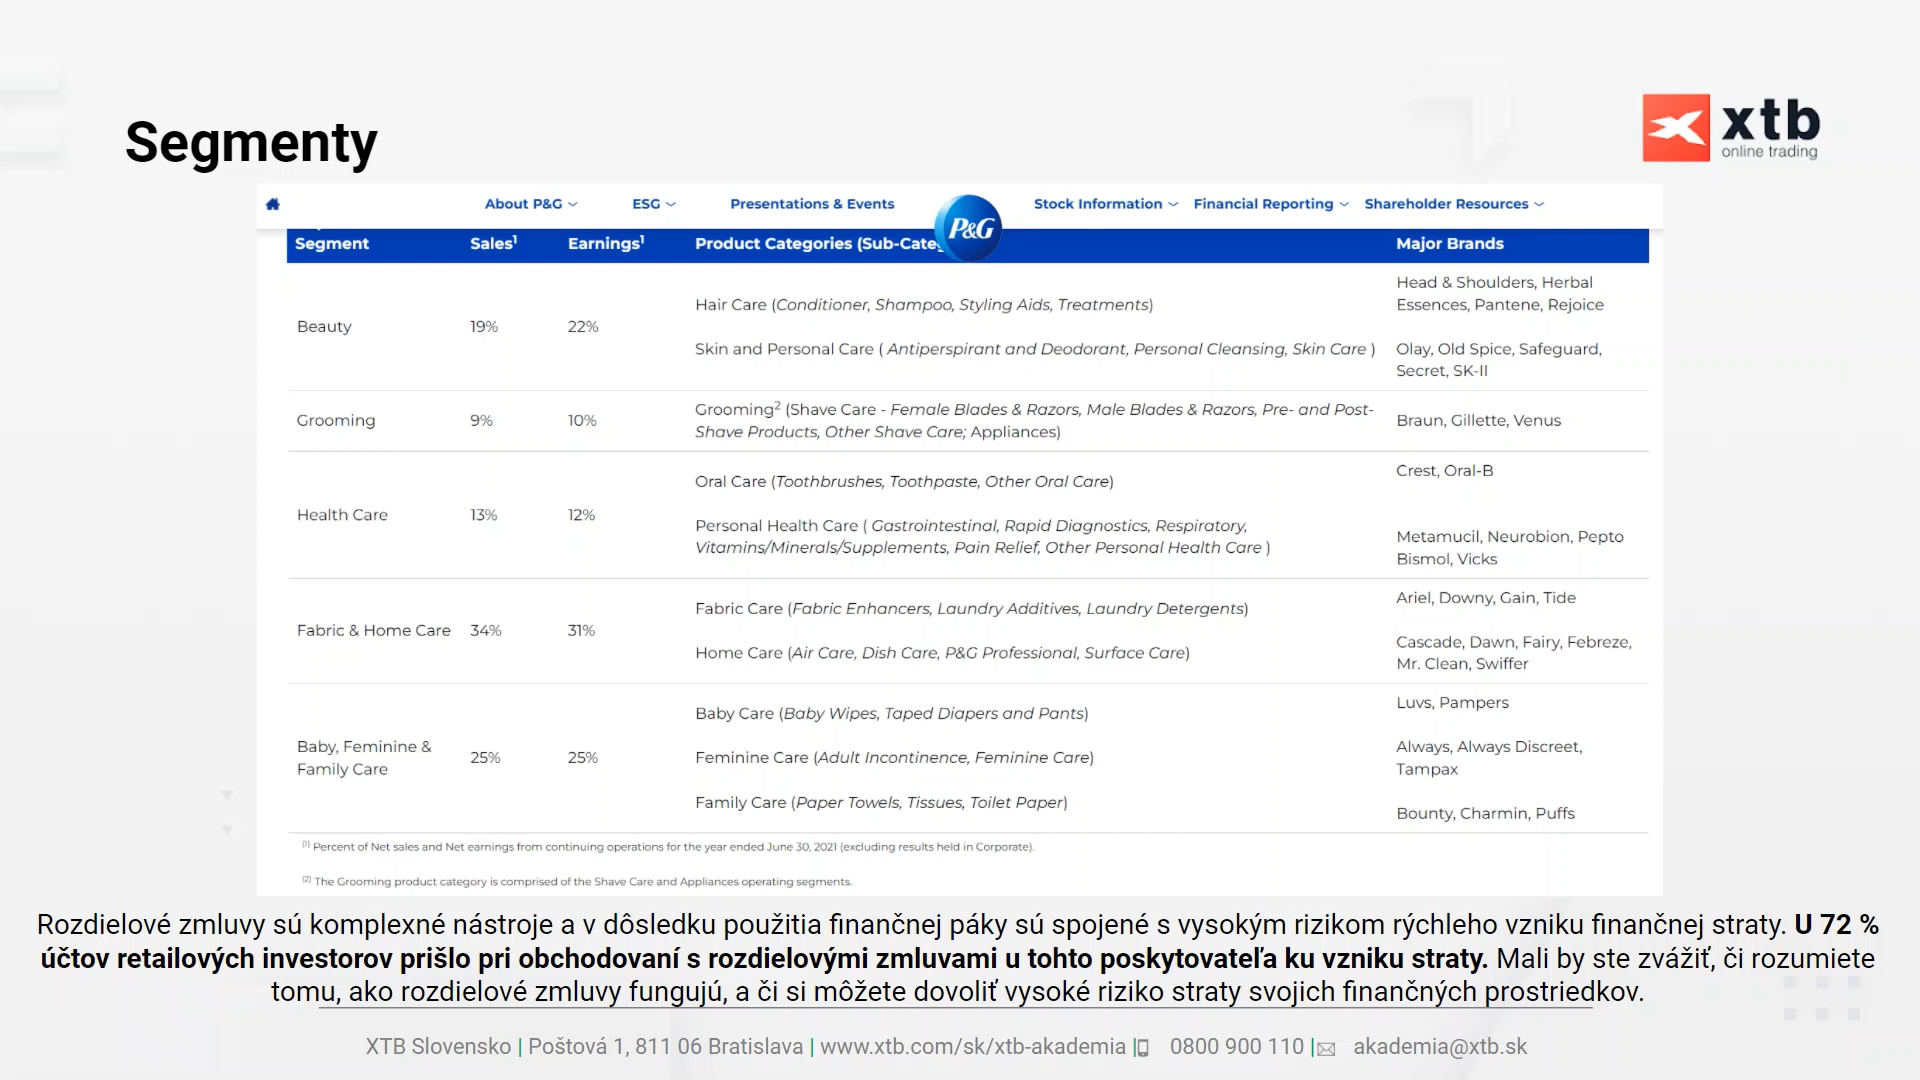 Segmenty
xtb
online trading
About P&G
ESG
Presentations & Events
P&G
Stock Information
Financial Reporting
Shareholder Resources
Segment
Sales¹
Earnings¹
Product Categories (Sub-Categ
Major Brands
Beauty
19%
22%
Hair Care (Conditioner, Shampoo, Styling Aids, Treatments)
Skin and Personal Care ( Antiperspirant and Deodorant, Personal Cleansing, Skin Care )
Head & Shoulders, Herbal
Essences, Pantene, Rejoice
Olay, Old Spice, Safeguard,
Secret, SK-II
Grooming
9%
10%
Grooming² (Shave Care - Female Blades & Razors, Male Blades & Razors, Pre- and Post-
Shave Products, Other Shave Care; Appliances)
Braun, Gillette, Venus
Health Care
13%
12%
Oral Care (Toothbrushes, Toothpaste, Other Oral Care)
Personal Health Care ( Gastrointestinal, Rapid Diagnostics, Respiratory,
Vitamins/Minerals/Supplements, Pain Relief, Other Personal Health Care )
Crest, Oral-B
Metamucil, Neurobion, Pepto
Bismol, Vicks
Fabric & Home Care
34%
31%
Fabric Care (Fabric Enhancers, Laundry Additives, Laundry Detergents)
Home Care (Air Care, Dish Care, P&G Professional, Surface Care)
Ariel, Downy, Gain, Tide
Cascade, Dawn, Fairy, Febreze,
Mr. Clean, Swiffer
Baby, Feminine &
Family Care
25%
25%
Baby Care (Baby Wipes, Taped Diapers and Pants)
Feminine Care (Adult Incontinence, Feminine Care)
Family Care (Paper Towels, Tissues, Toilet Paper)
Luvs, Pampers
Always, Always Discreet,
Tampax
Bounty, Charmin, Puffs
(1) Percent of Net sales and Net earnings from continuing operations for the year ended June 30, 2021 (excluding results held in Corporate).
(2) The Grooming product category is comprised of the Shave Care and Appliances operating segments.
Rozdielové zmluvy sú komplexné nástroje a v dôsledku použitia finančnej páky sú spojené s vysokým rizikom rýchleho vzniku finančnej straty. U 72 %
účtov retailových investorov prišlo pri obchodovaní s rozdielovými zmluvami u tohto poskytovateľa ku vzniku straty. Mali by ste zvážiť, či rozumiete
tomu, ako rozdielové zmluvy fungujú, a či si môžete dovoliť vysoké riziko straty svojich finančných prostriedkov.
XTB Slovensko | Poštová 1, 811 06 Bratislava | www.xtb.com/sk/xtb-akademia | 0800 900 110 | akademia@xtb.sk